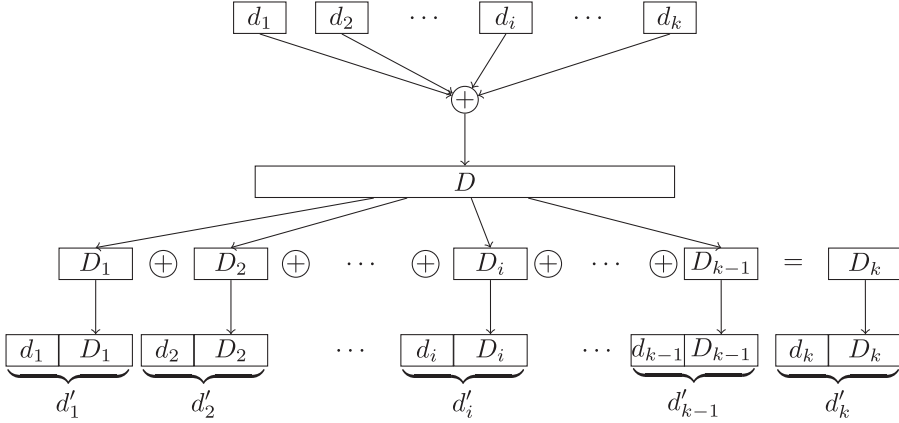 d₁ d₂ ⋯ dᵢ ⋯ dₖ
+
D
D₁ + D₂ + ⋯ + Dᵢ + ⋯ + Dₖ₋₁ = Dₖ
d₁ D₁ d₂ D₂ ⋯ dᵢ Dᵢ ⋯ dₖ₋₁ Dₖ₋₁ dₖ Dₖ
d′₁ d′₂ d′ᵢ d′ₖ₋₁ d′ₖ